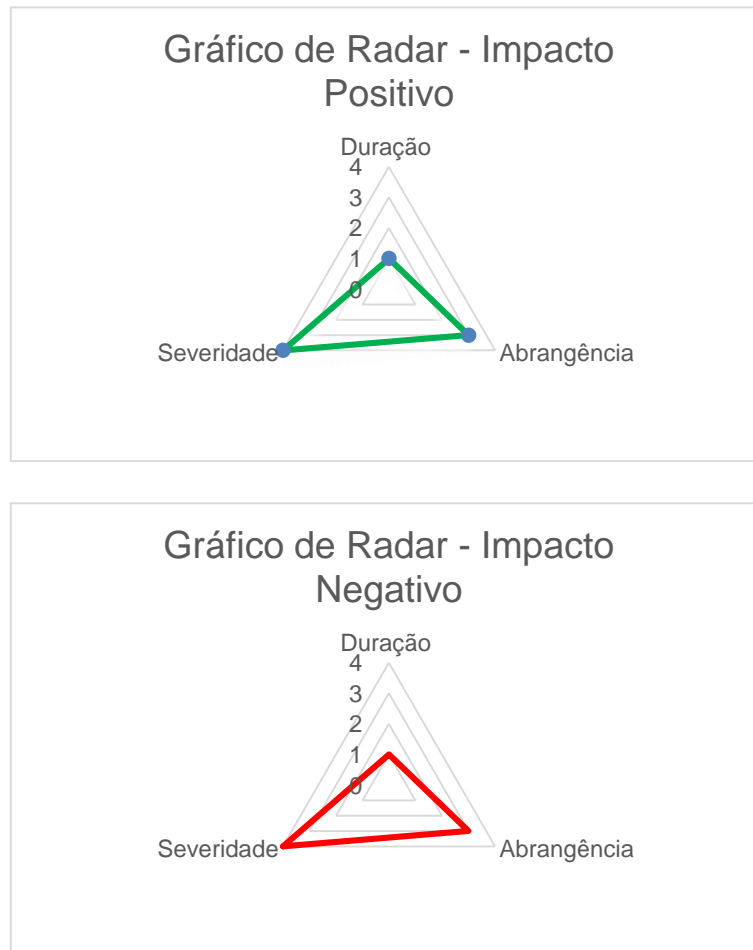 Gráfico de Radar - Impacto
Positivo
Duração
4
3
2
1
0
Severidade
Abrangência
Gráfico de Radar - Impacto
Negativo
Duração
4
3
2
1
0
Severidade
Abrangência